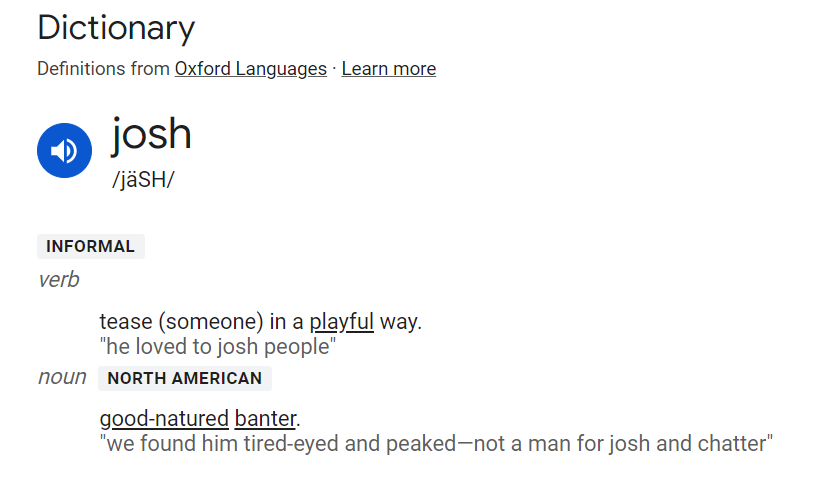 Dictionary
Definitions from Oxford Languages · Learn more
josh
/jäSH/
INFORMAL
verb
tease (someone) in a playful way.
"he loved to josh people"
noun NORTH AMERICAN
good-natured banter.
"we found him tired-eyed and peaked—not a man for josh and chatter"